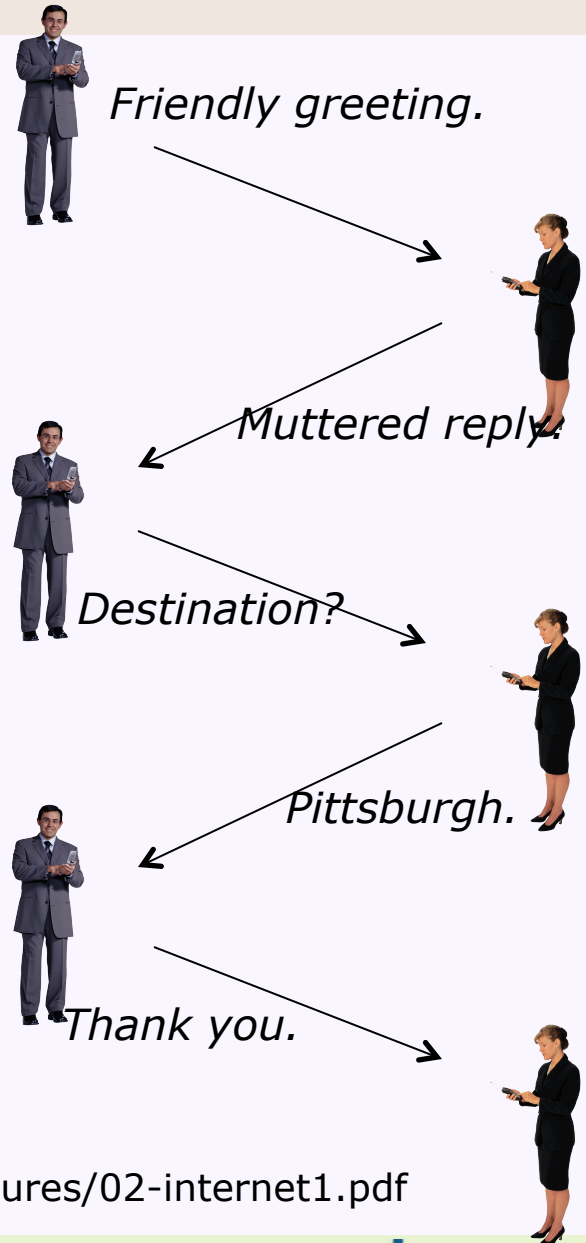 Friendly greeting.
Muttered reply.
Destination?
Pittsburgh.
Thank you.
ures/02-internet1.pdf